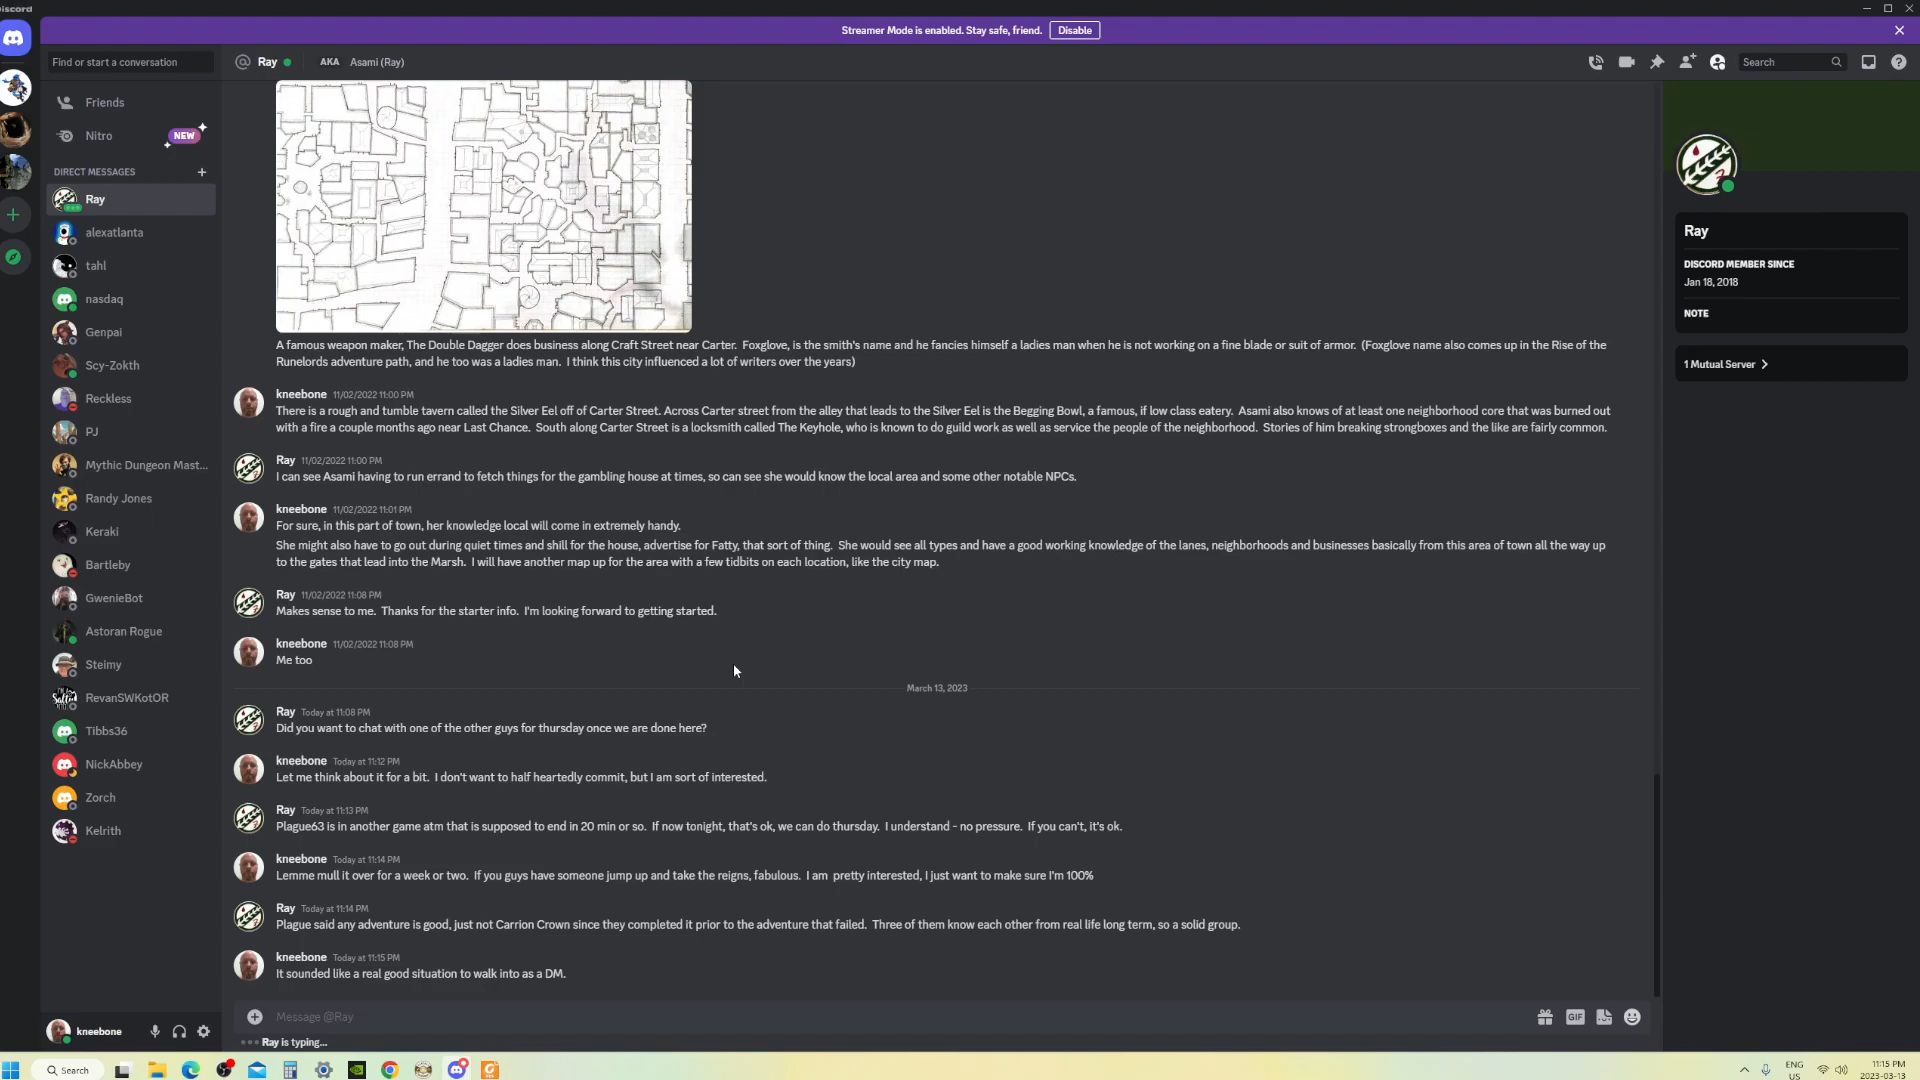 Discord
Streamer Mode is enabled. Stay safe, friend. Disable
Find or start a conversation
Ray AKA Asami (Ray)
Search
Friends
Nitro NEW
DIRECT MESSAGES
Ray
alexatlanta
tahl
nasdaq
Genpai
Scy-Zokth
Reckless
PJ
Mythic Dungeon Mast...
Randy Jones
Keraki
Bartleby
GwenieBot
Astoran Rogue
Steimy
RevanSWKotOR
Tibbs36
NickAbbey
Zorch
Kelrith
kneebone
A famous weapon maker, The Double Dagger does business along Craft Street near Carter. Foxglove, is the smith's name and he fancies himself a ladies man when he is not working on a fine blade or suit of armor. (Foxglove name also comes up in the Rise of the
Runelords adventure path, and he too was a ladies man. I think this city influenced a lot of writers over the years)
kneebone 11/02/2022 11:00 PM
There is a rough and tumble tavern called the Silver Eel off of Carter Street. Across Carter street from the alley that leads to the Silver Eel is the Begging Bowl, a famous, if low class eatery. Asami also knows of at least one neighborhood core that was burned out
with a fire a couple months ago near Last Chance. South along Carter Street is a locksmith called The Keyhole, who is known to do guild work as well as service the people of the neighborhood. Stories of him breaking strongboxes and the like are fairly common.
Ray 11/02/2022 11:00 PM
I can see Asami having to run errand to fetch things for the gambling house at times, so can see she would know the local area and some other notable NPCs.
kneebone 11/02/2022 11:01 PM
For sure, in this part of town, her knowledge local will come in extremely handy.
She might also have to go out during quiet times and shill for the house, advertise for Fatty, that sort of thing. She would see all types and have a good working knowledge of the lanes, neighborhoods and businesses basically from this area of town all the way up
to the gates that lead into the Marsh. I will have another map up for the area with a few tidbits on each location, like the city map.
Ray 11/02/2022 11:08 PM
Makes sense to me. Thanks for the starter info. I'm looking forward to getting started.
kneebone 11/02/2022 11:08 PM
Me too
March 13, 2023
Ray Today at 11:08 PM
Did you want to chat with one of the other guys for thursday once we are done here?
kneebone Today at 11:12 PM
Let me think about it for a bit. I don't want to half heartedly commit, but I am sort of interested.
Ray Today at 11:13 PM
Plague63 is in another game atm that is supposed to end in 20 min or so. If now tonight, that's ok, we can do thursday. I understand - no pressure. If you can't, it's ok.
kneebone Today at 11:14 PM
Lemme mull it over for a week or two. If you guys have someone jump up and take the reigns, fabulous. I am pretty interested, I just want to make sure I'm 100%
Ray Today at 11:14 PM
Plague said any adventure is good, just not Carrion Crown since they completed it prior to the adventure that failed. Three of them know each other from real life long term, so a solid group.
kneebone Today at 11:15 PM
It sounded like a real good situation to walk into as a DM.
Message @Ray
GIF
Ray is typing...
Ray
DISCORD MEMBER SINCE
Jan 18, 2018
NOTE
1 Mutual Server
Search
ENG
US
11:15 PM
2023-03-13